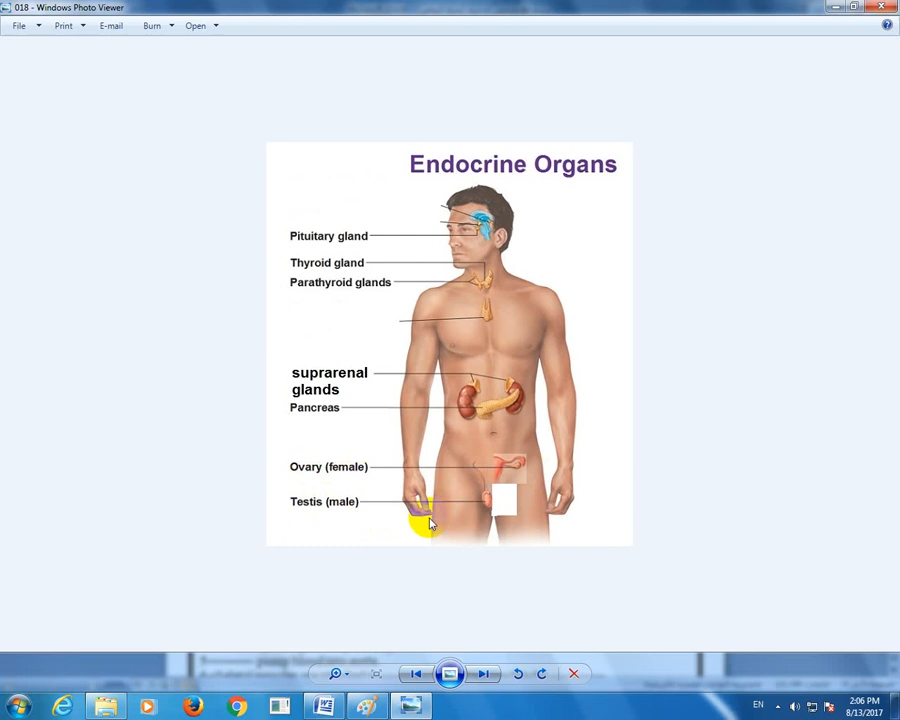 018 - Windows Photo Viewer
File Print E-mail Burn Open
Endocrine Organs
Pituitary gland
Thyroid gland
Parathyroid glands
suprarenal
glands
Pancreas
Ovary (female)
Testis (male)
EN
2:06 PM
8/13/2017